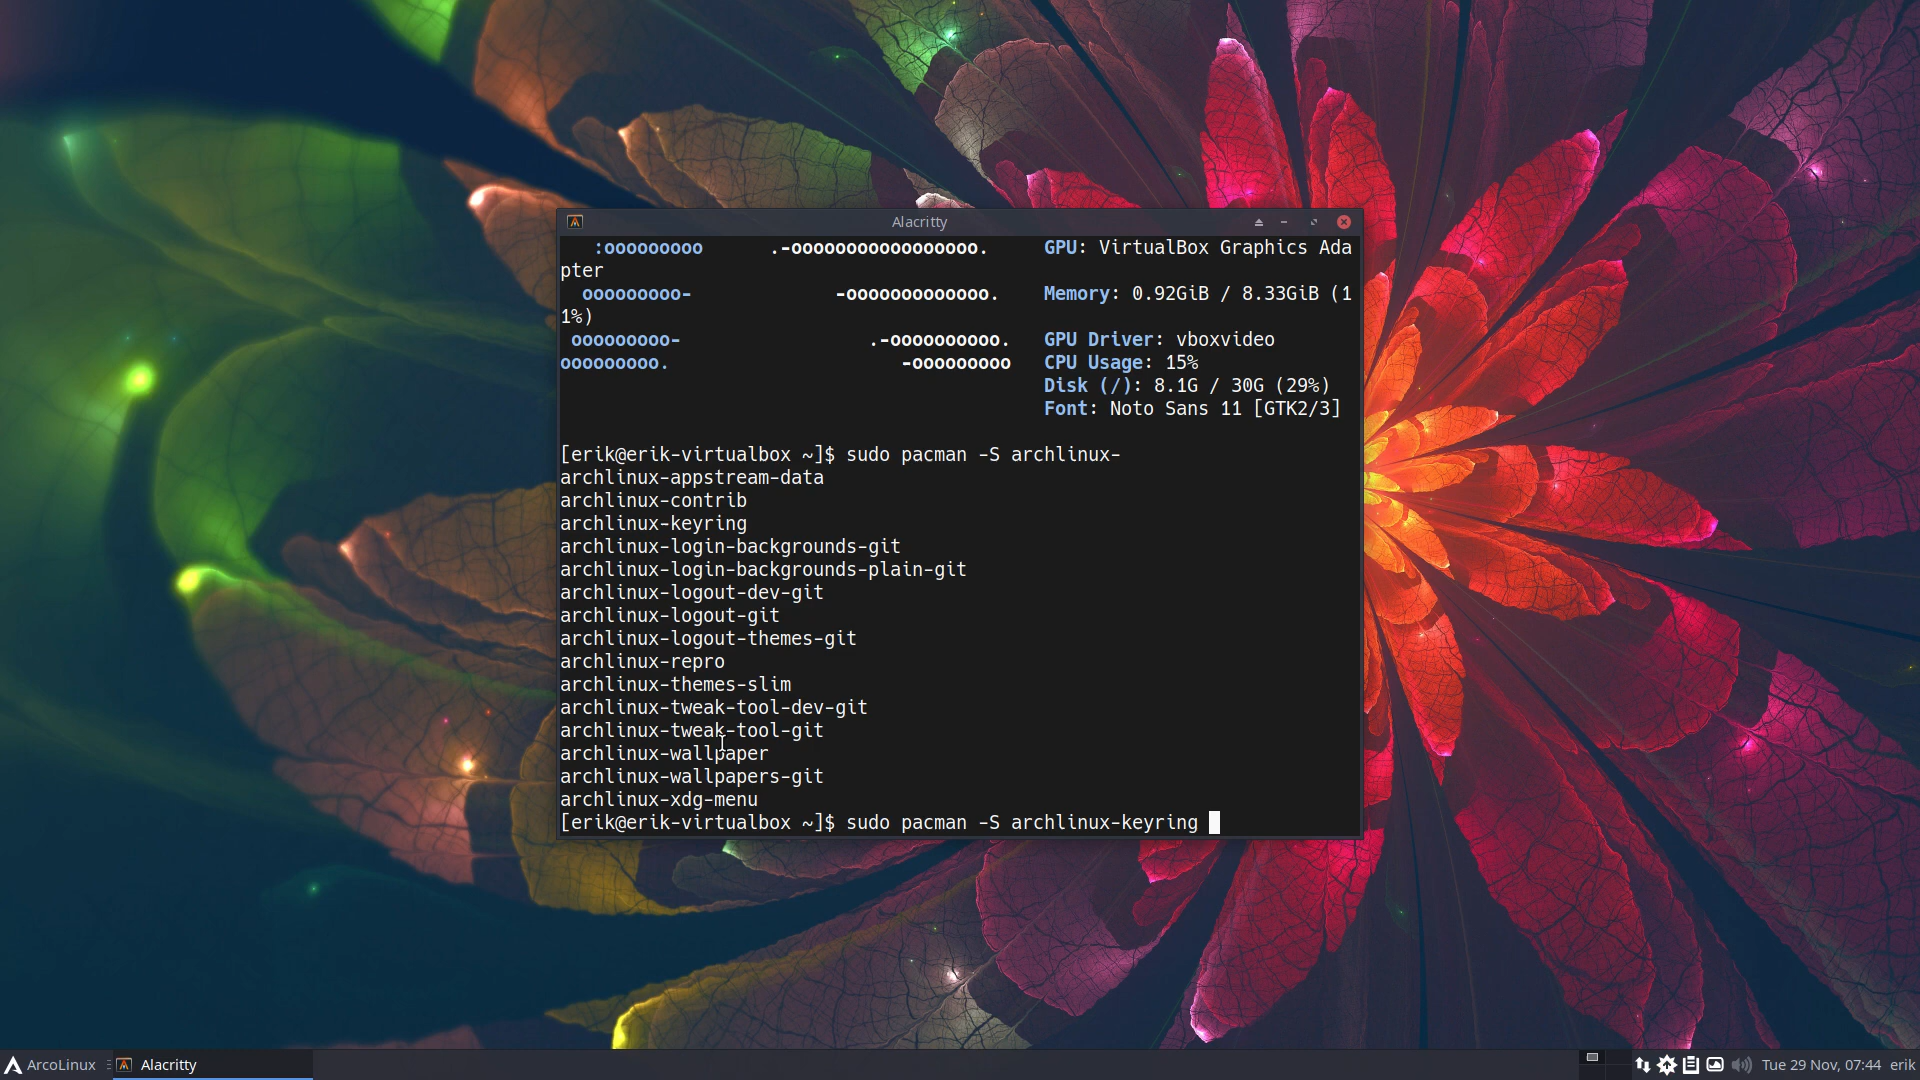 Alacritty
:ooooooooo .-oooooooooooooooooo. GPU: VirtualBox Graphics Ada
pter
ooooooooo- -ooooooooooooo. Memory: 0.92GiB / 8.33GiB (1
1%)
ooooooooo- .-oooooooooo. GPU Driver: vboxvideo
ooooooooo. -ooooooooo CPU Usage: 15%
Disk (/): 8.1G / 30G (29%)
Font: Noto Sans 11 [GTK2/3]
[erik@erik-virtualbox ~]$ sudo pacman -S archlinux-
archlinux-appstream-data
archlinux-contrib
archlinux-keyring
archlinux-login-backgrounds-git
archlinux-login-backgrounds-plain-git
archlinux-logout-dev-git
archlinux-logout-git
archlinux-logout-themes-git
archlinux-repro
archlinux-themes-slim
archlinux-tweak-tool-dev-git
archlinux-tweak-tool-git
archlinux-wallpaper
archlinux-wallpapers-git
archlinux-xdg-menu
[erik@erik-virtualbox ~]$ sudo pacman -S archlinux-keyring
ArcoLinux Alacritty Tue 29 Nov, 07:44 erik